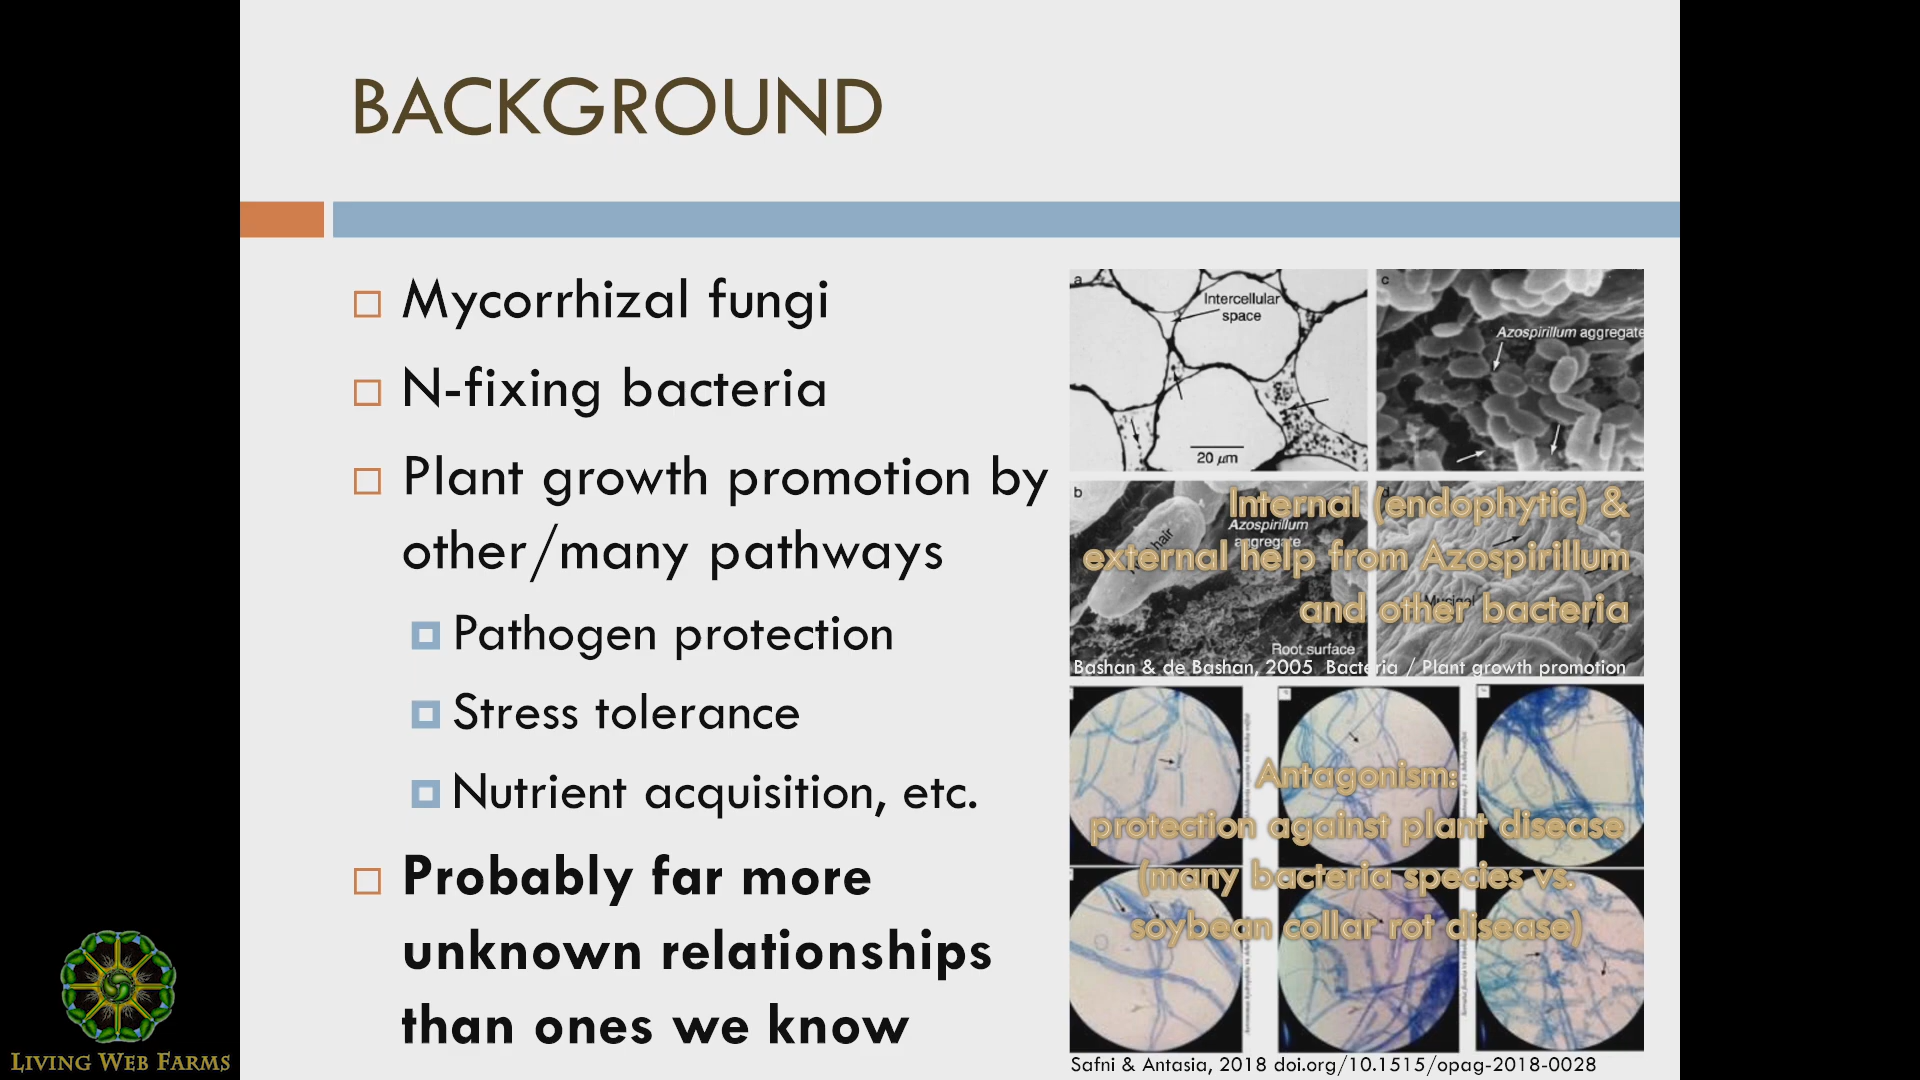 BACKGROUND
Mycorrhizal fungi
N-fixing bacteria
Plant growth promotion by
other/many pathways
Pathogen protection
Stress tolerance
Nutrient acquisition, etc.
Probably far more
unknown relationships
than ones we know
a
Intercellular
space
20 µm
c
Azospirillum aggregate
b
hair
Azospirillum
aggregate
Root surface
Mucigel
Internal (endophytic) &
external help from Azospirillum
and other bacteria
Bashan & de Bashan, 2005 Bacteria / Plant growth promotion
Antagonism:
protection against plant disease
(many bacteria species vs.
soybean collar rot disease)
Safni & Antasia, 2018 doi.org/10.1515/opag-2018-0028
LIVING WEB FARMS